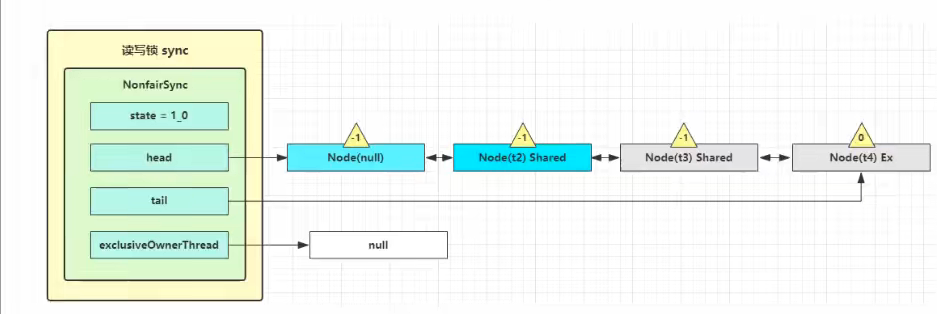 读写锁 sync
NonfairSync
state = 1_0
head
tail
exclusiveOwnerThread
-1
Node(null)
-1
Node(t2) Shared
-1
Node(t3) Shared
0
Node(t4) Ex
null